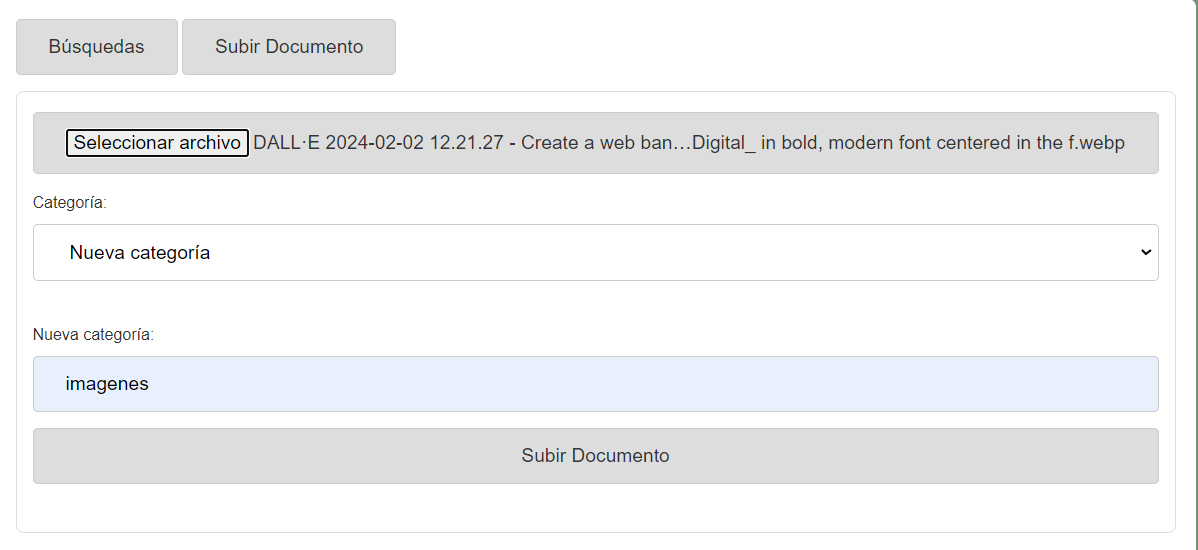 Búsquedas Subir Documento
Seleccionar archivo DALL·E 2024-02-02 12.21.27 - Create a web ban…Digital_ in bold, modern font centered in the f.webp
Categoría:
Nueva categoría
Nueva categoría:
imagenes
Subir Documento